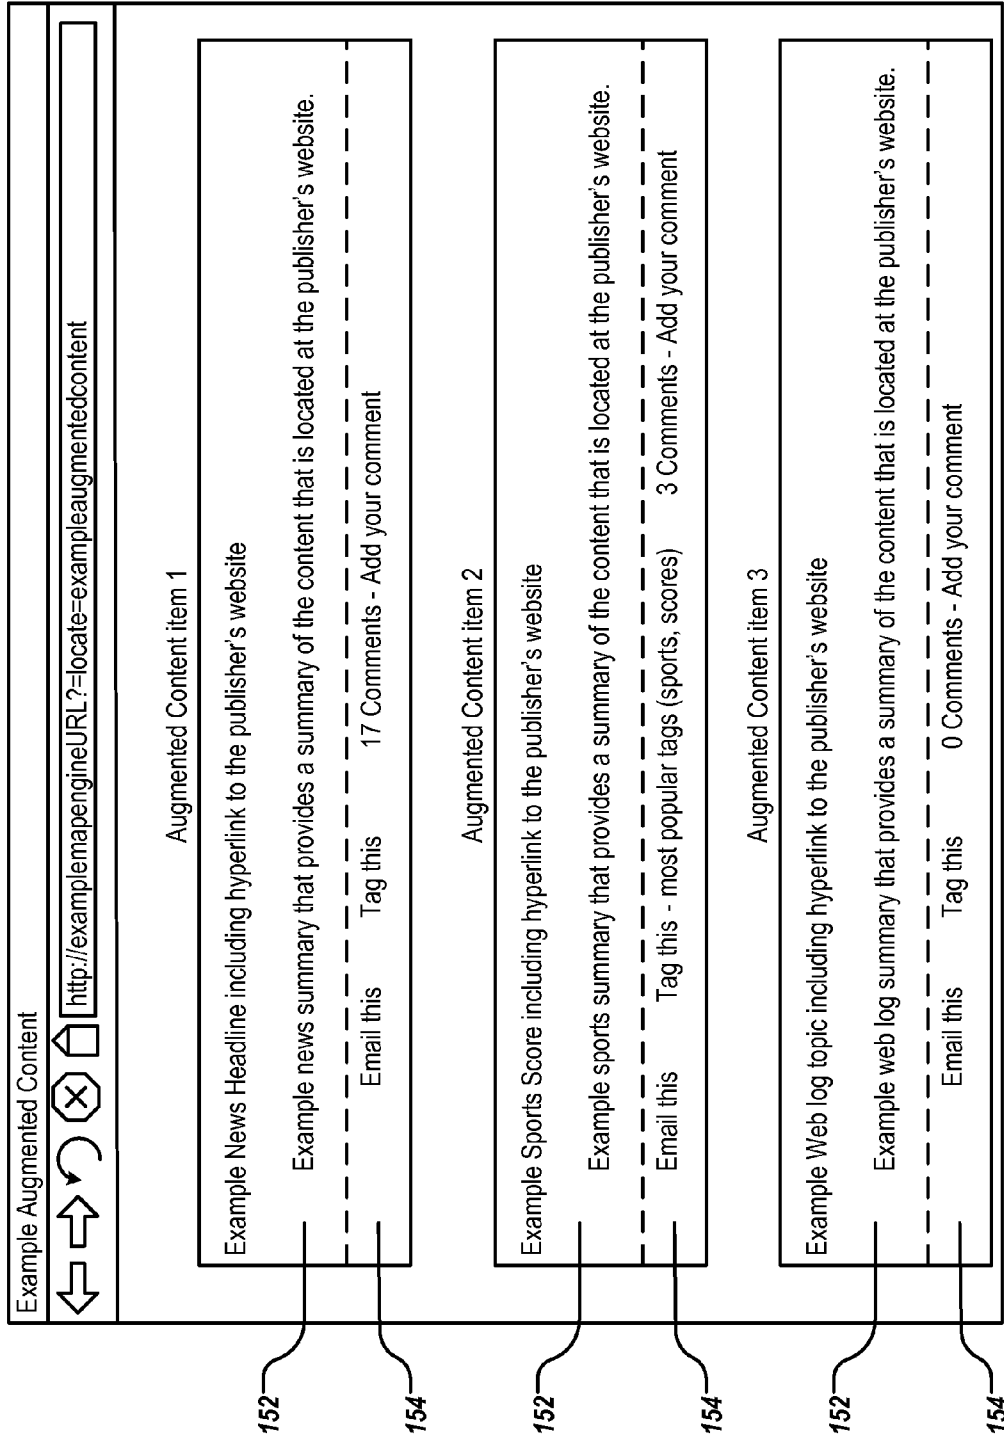 Example Augmented Content
http://examplemapengineURL?=locate=exampleaugmentedcontent
Augmented Content item 1
Example News Headline including hyperlink to the publisher's website
152
Example news summary that provides a summary of the content that is located at the publisher's website.
154
Email this Tag this 17 Comments - Add your comment
Augmented Content item 2
Example Sports Score including hyperlink to the publisher's website
152
Example sports summary that provides a summary of the content that is located at the publisher's website.
154
Email this Tag this - most popular tags (sports, scores) 3 Comments - Add your comment
Augmented Content item 3
Example Web log topic including hyperlink to the publisher's website
152
Example web log summary that provides a summary of the content that is located at the publisher's website.
154
Email this Tag this 0 Comments - Add your comment